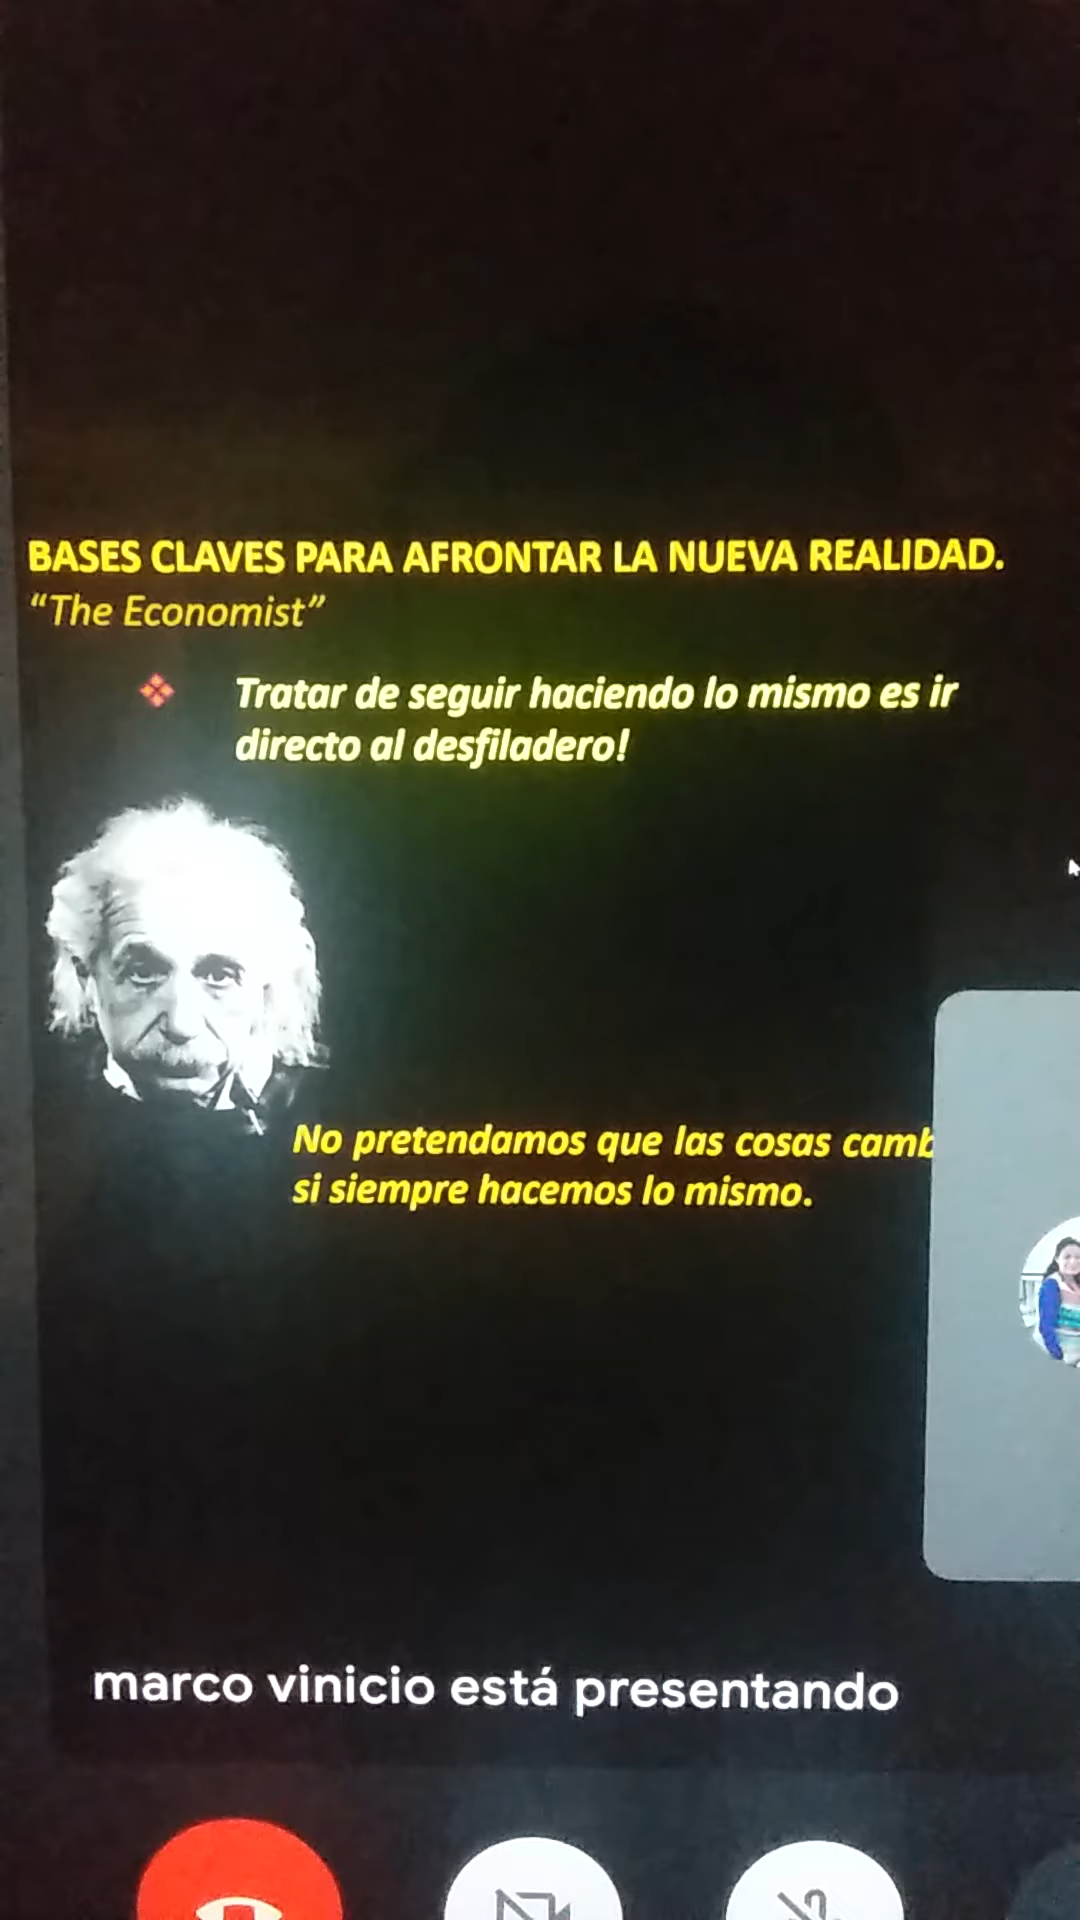 BASES CLAVES PARA AFRONTAR LA NUEVA REALIDAD.
“The Economist”
Tratar de seguir haciendo lo mismo es ir
directo al desfiladero!
No pretendamos que las cosas camb
si siempre hacemos lo mismo.
marco vinicio está presentando